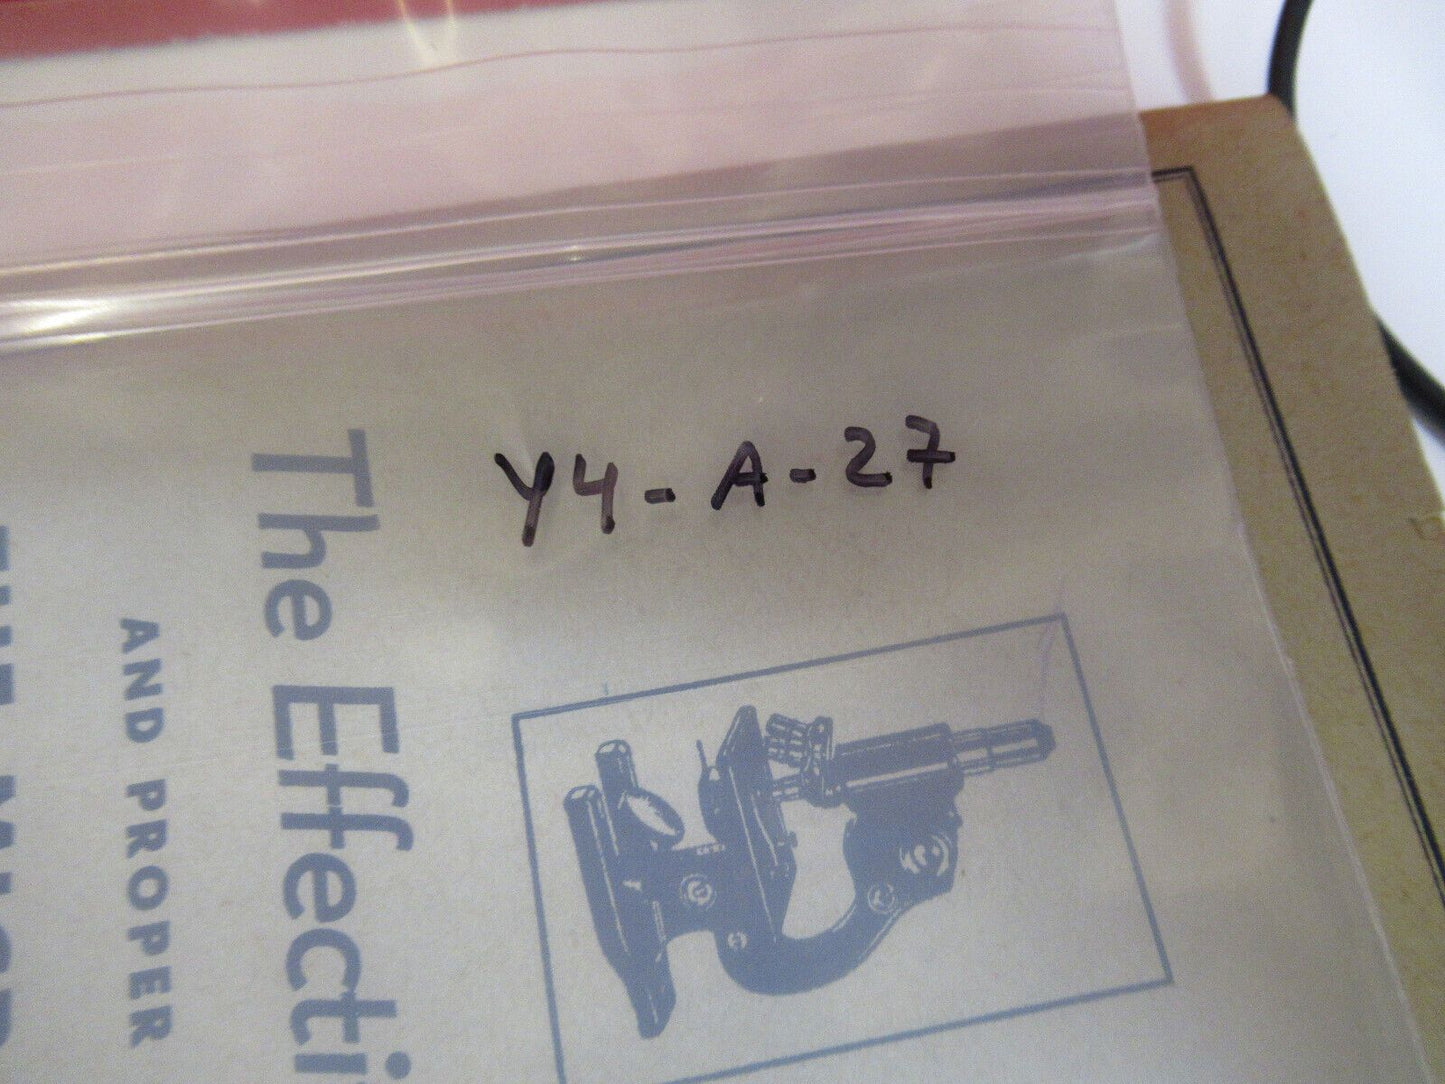 Y4-A-27
The Effecti
AND PROPER